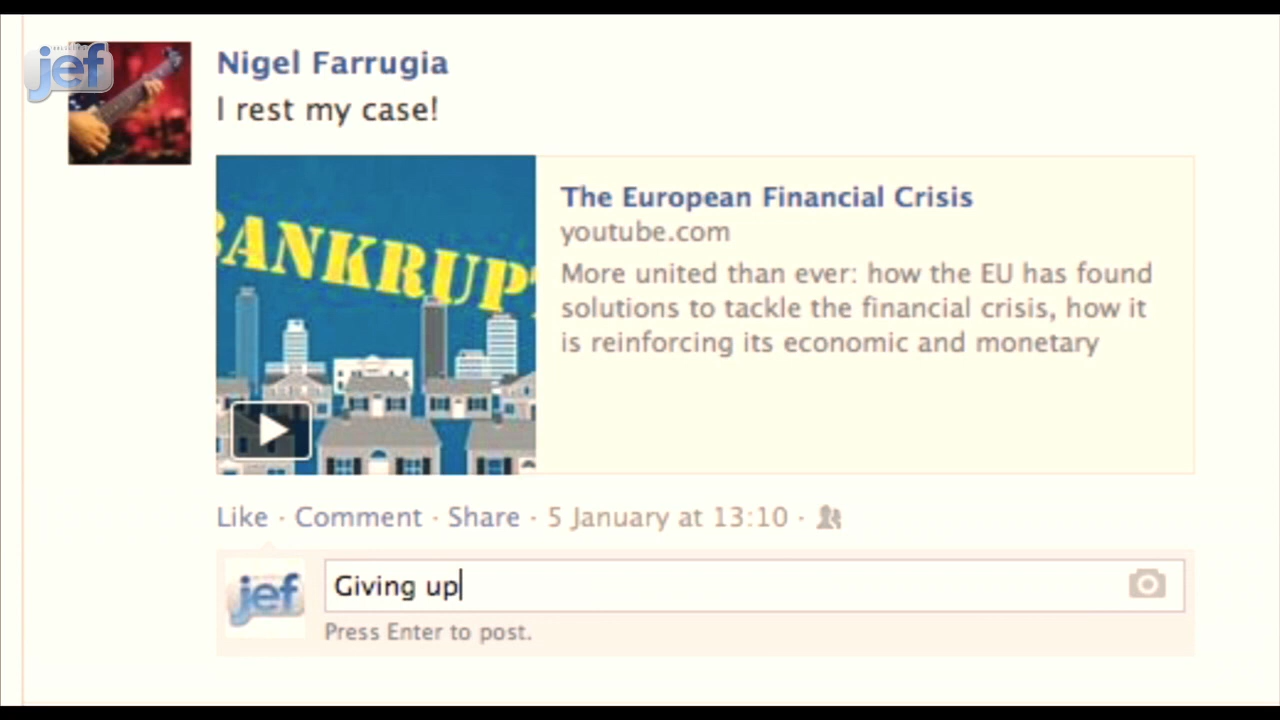 jef
Nigel Farrugia
I rest my case!
BANKRUPT
The European Financial Crisis
youtube.com
More united than ever: how the EU has found
solutions to tackle the financial crisis, how it
is reinforcing its economic and monetary
Like · Comment · Share · 5 January at 13:10 ·
jef
Giving up
Press Enter to post.